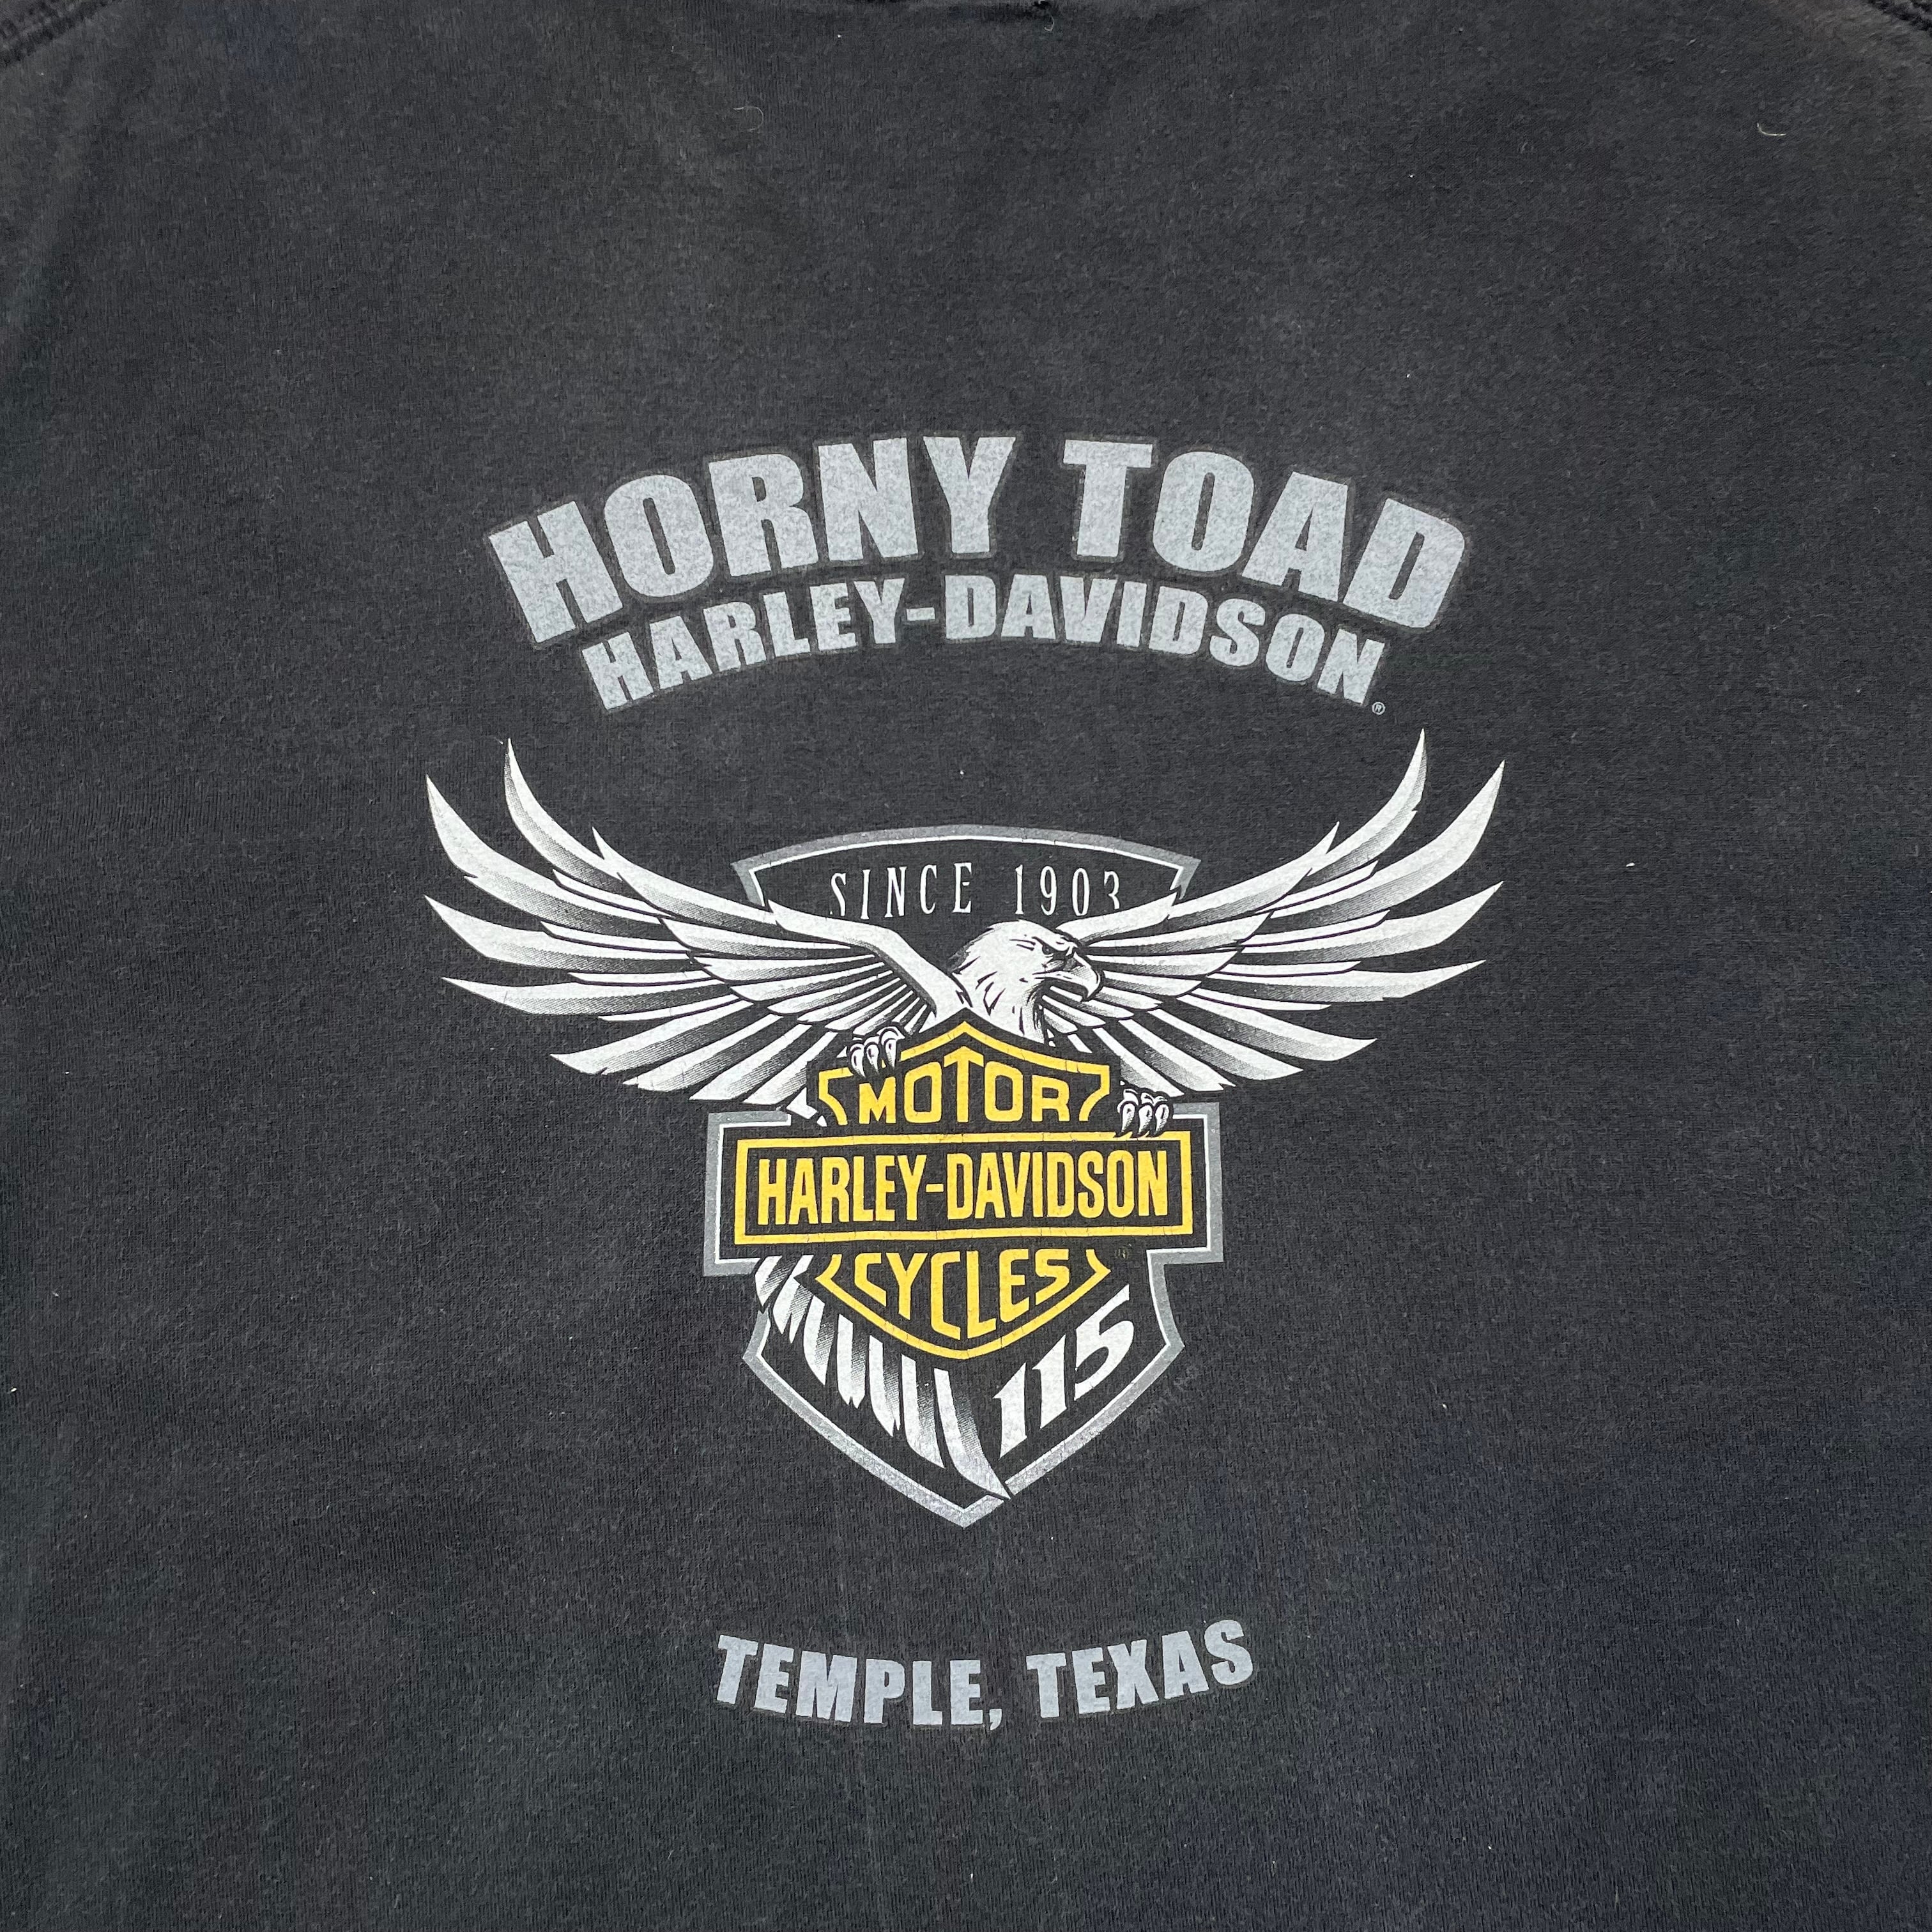 HORNY TOAD
HARLEY-DAVIDSON®
SINCE 1903
MOTOR
HARLEY-DAVIDSON
CYCLES
115
TEMPLE, TEXAS